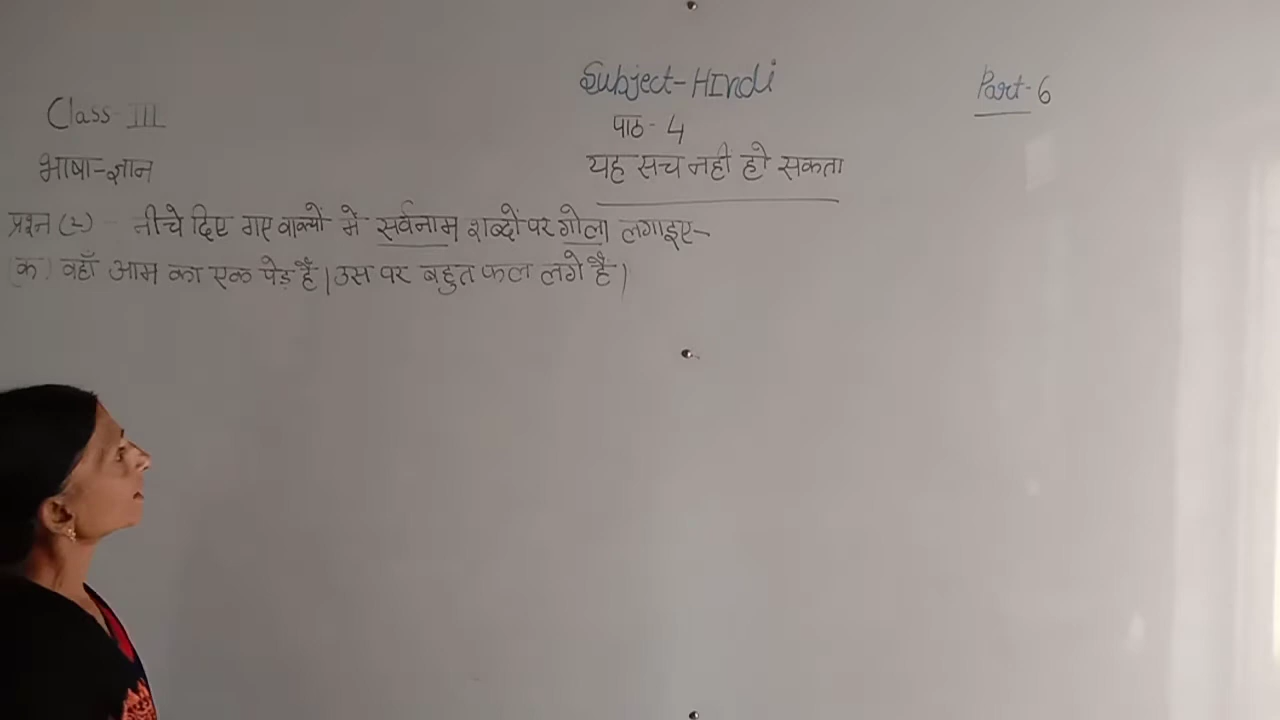 Subject-HIndi
Part-6
Class-III
पाठ-4
भाषा-ज्ञान
यह सच नही हो सकता
प्रश्न (2) - नीचे दिए गए वाक्यों मे सर्वनाम शब्दों पर गोला लगाइए-
(क) वहाँ आम का एक पेड़ है। उस पर बहुत फल लगे है।